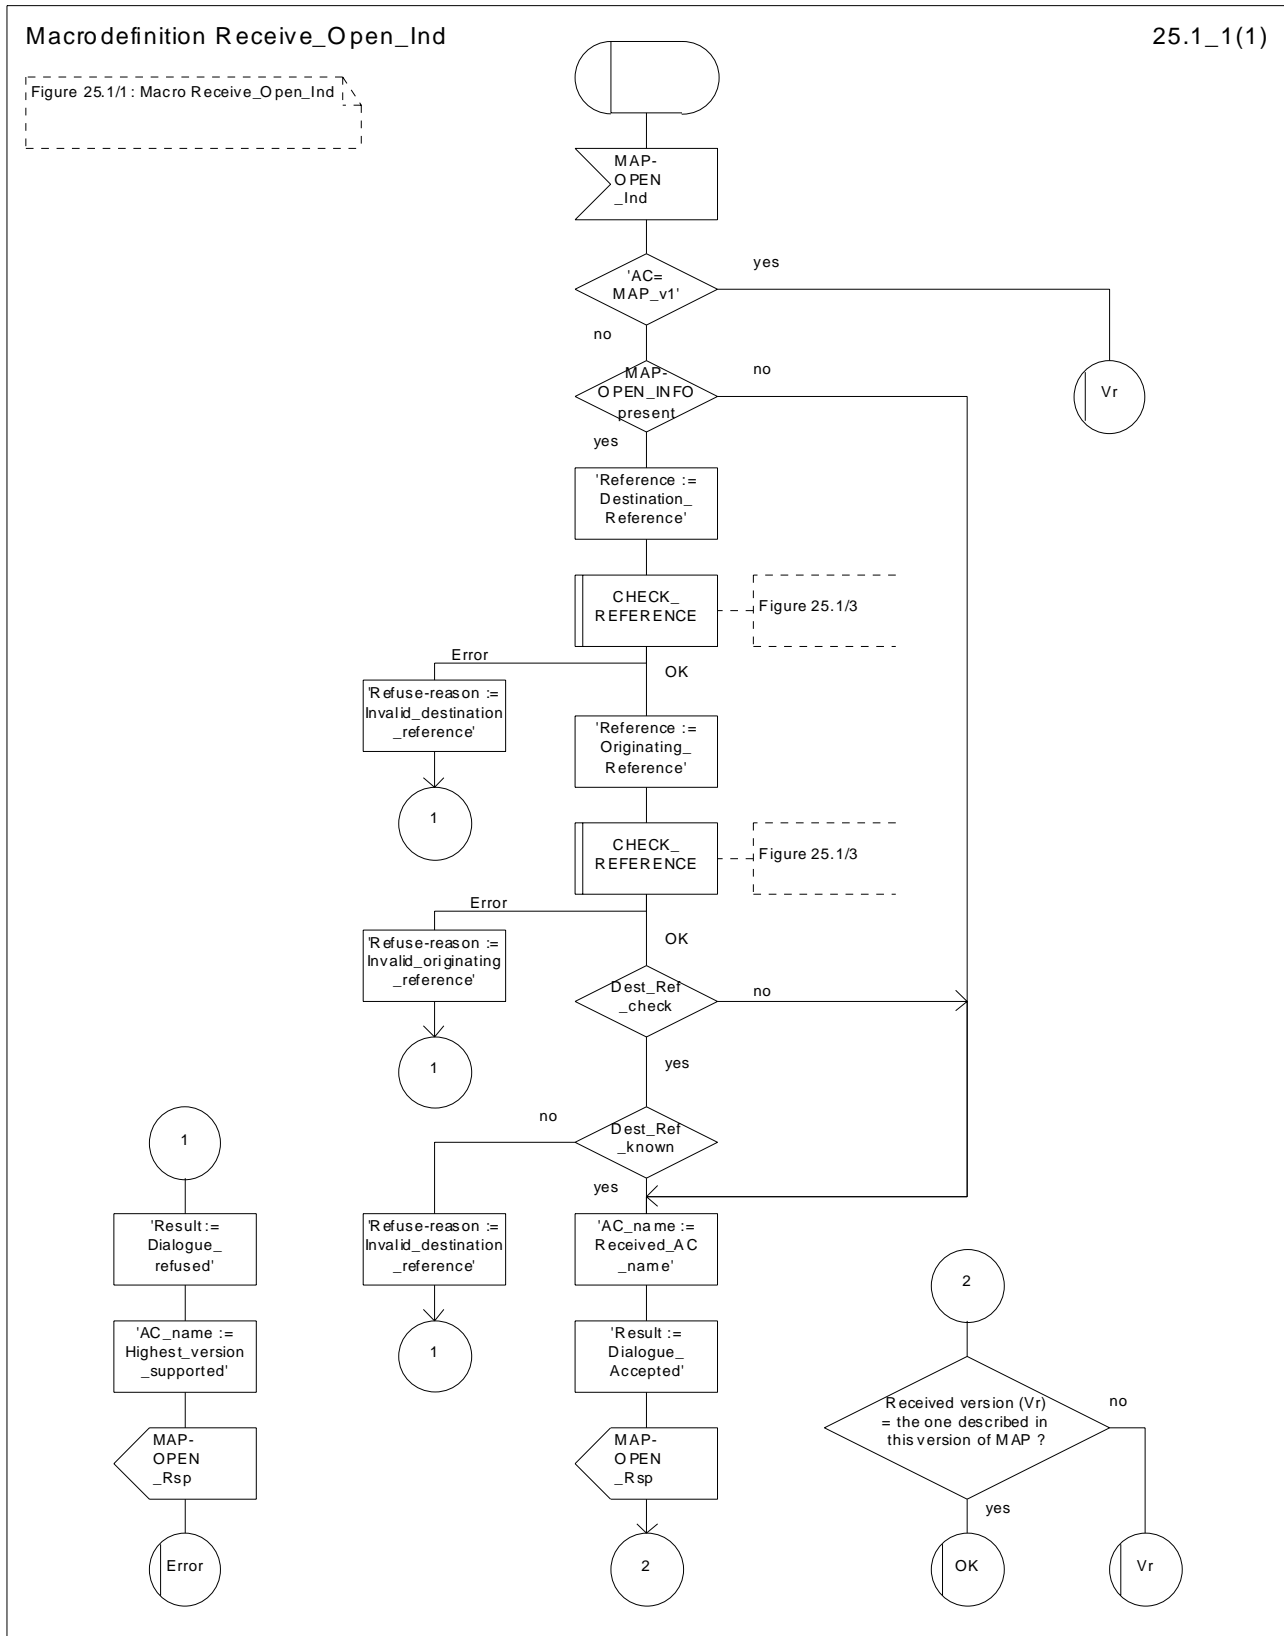 Macrodefinition Receive_Open_Ind
25.1_1(1)
Figure 25.1/1: Macro Receive_Open_Ind
MAP-
OPEN
_Ind
'AC=
MAP_v1'
yes
no
Vr
MAP-
OPEN_INFO
present
no
yes
'Reference :=
Destination_
Reference'
CHECK_
REFERENCE
Figure 25.1/3
Error
OK
'Refuse-reason :=
Invalid_destination
_reference'
1
'Reference :=
Originating_
Reference'
CHECK_
REFERENCE
Figure 25.1/3
Error
OK
'Refuse-reason :=
Invalid_originating
_reference'
1
Dest_Ref
_check
no
yes
Dest_Ref
_known
no
yes
1
'Result :=
Dialogue_
refused'
'Refuse-reason :=
Invalid_destination
_reference'
'AC_name :=
Received_AC
_name'
2
'AC_name :=
Highest_version
_supported'
1
'Result :=
Dialogue_
Accepted'
Received version (Vr)
= the one described in
this version of MAP ?
no
yes
MAP-
OPEN
_Rsp
MAP-
OPEN
_Rsp
Error
2
OK
Vr